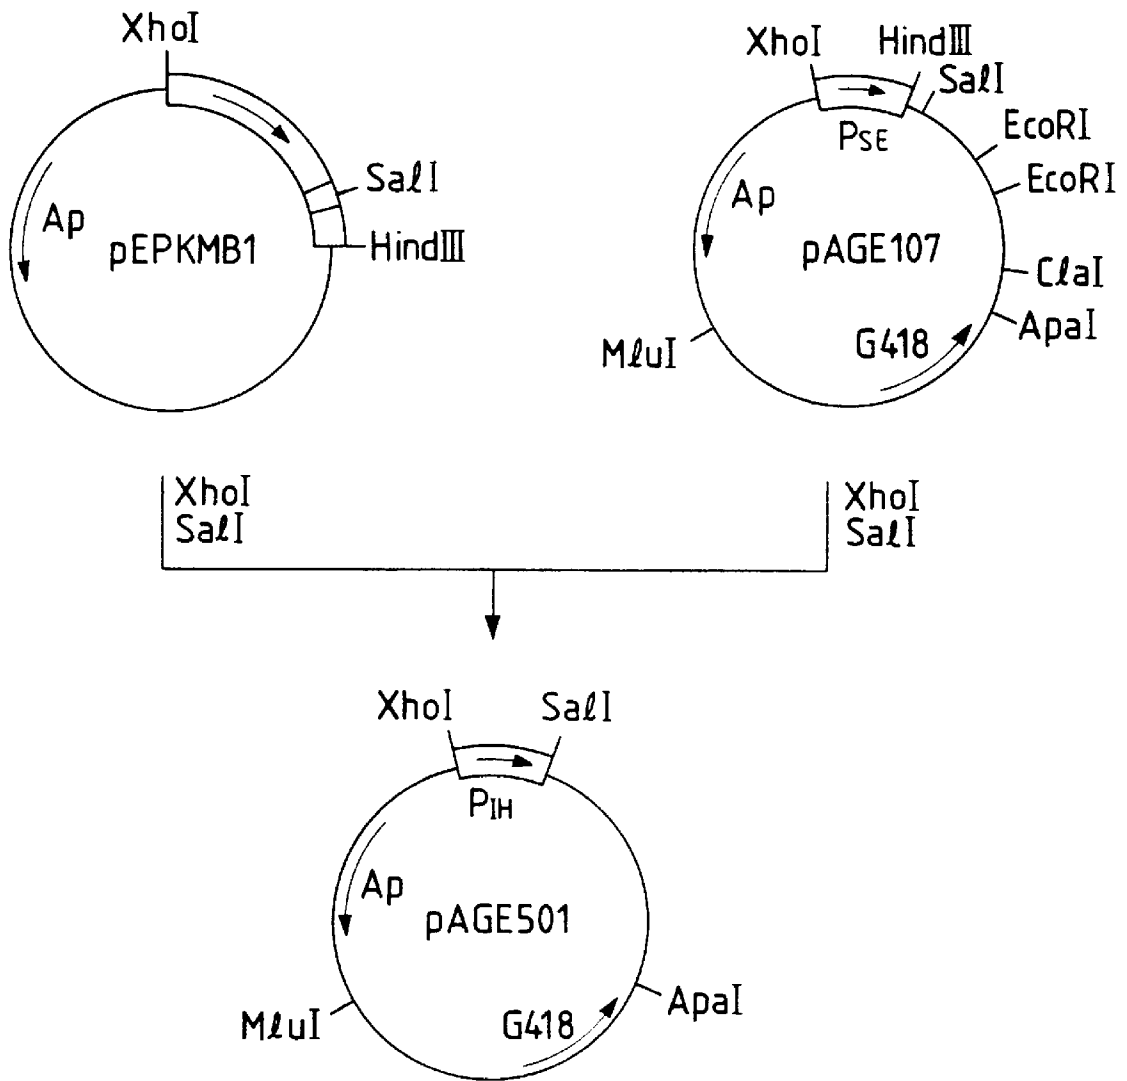 XhoI
SalI
HindIII
Ap
pEPKMB1
XhoI
HindIII
SalI
EcoRI
EcoRI
PSE
Ap
pAGE107
ClaI
ApaI
G418
MluI
XhoI
SalI
XhoI
SalI
XhoI
SalI
PIH
Ap
pAGE501
ApaI
G418
MluI